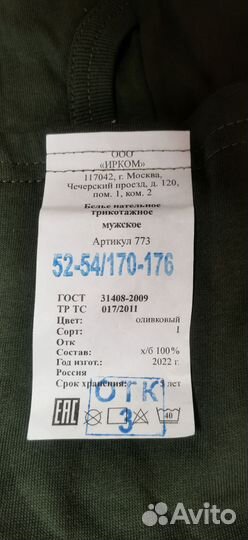 ООО
«ИРКОМ»
117042, г. Москва,
Чечерский проезд, д. 120,
пом. 1, ком. 2
Белье нательное
трикотажное
мужское
Артикул 773
52-54/170-176
ГОСТ 31408-2009
ТР ТС 017/2011
Цвет: оливковый
Сорт: 1
Отк
Состав: х/б 100%
Год изгот.: 2022 г.
Россия
Срок хранения: 5 лет
ОТК
3
ЕАС
40
Avito